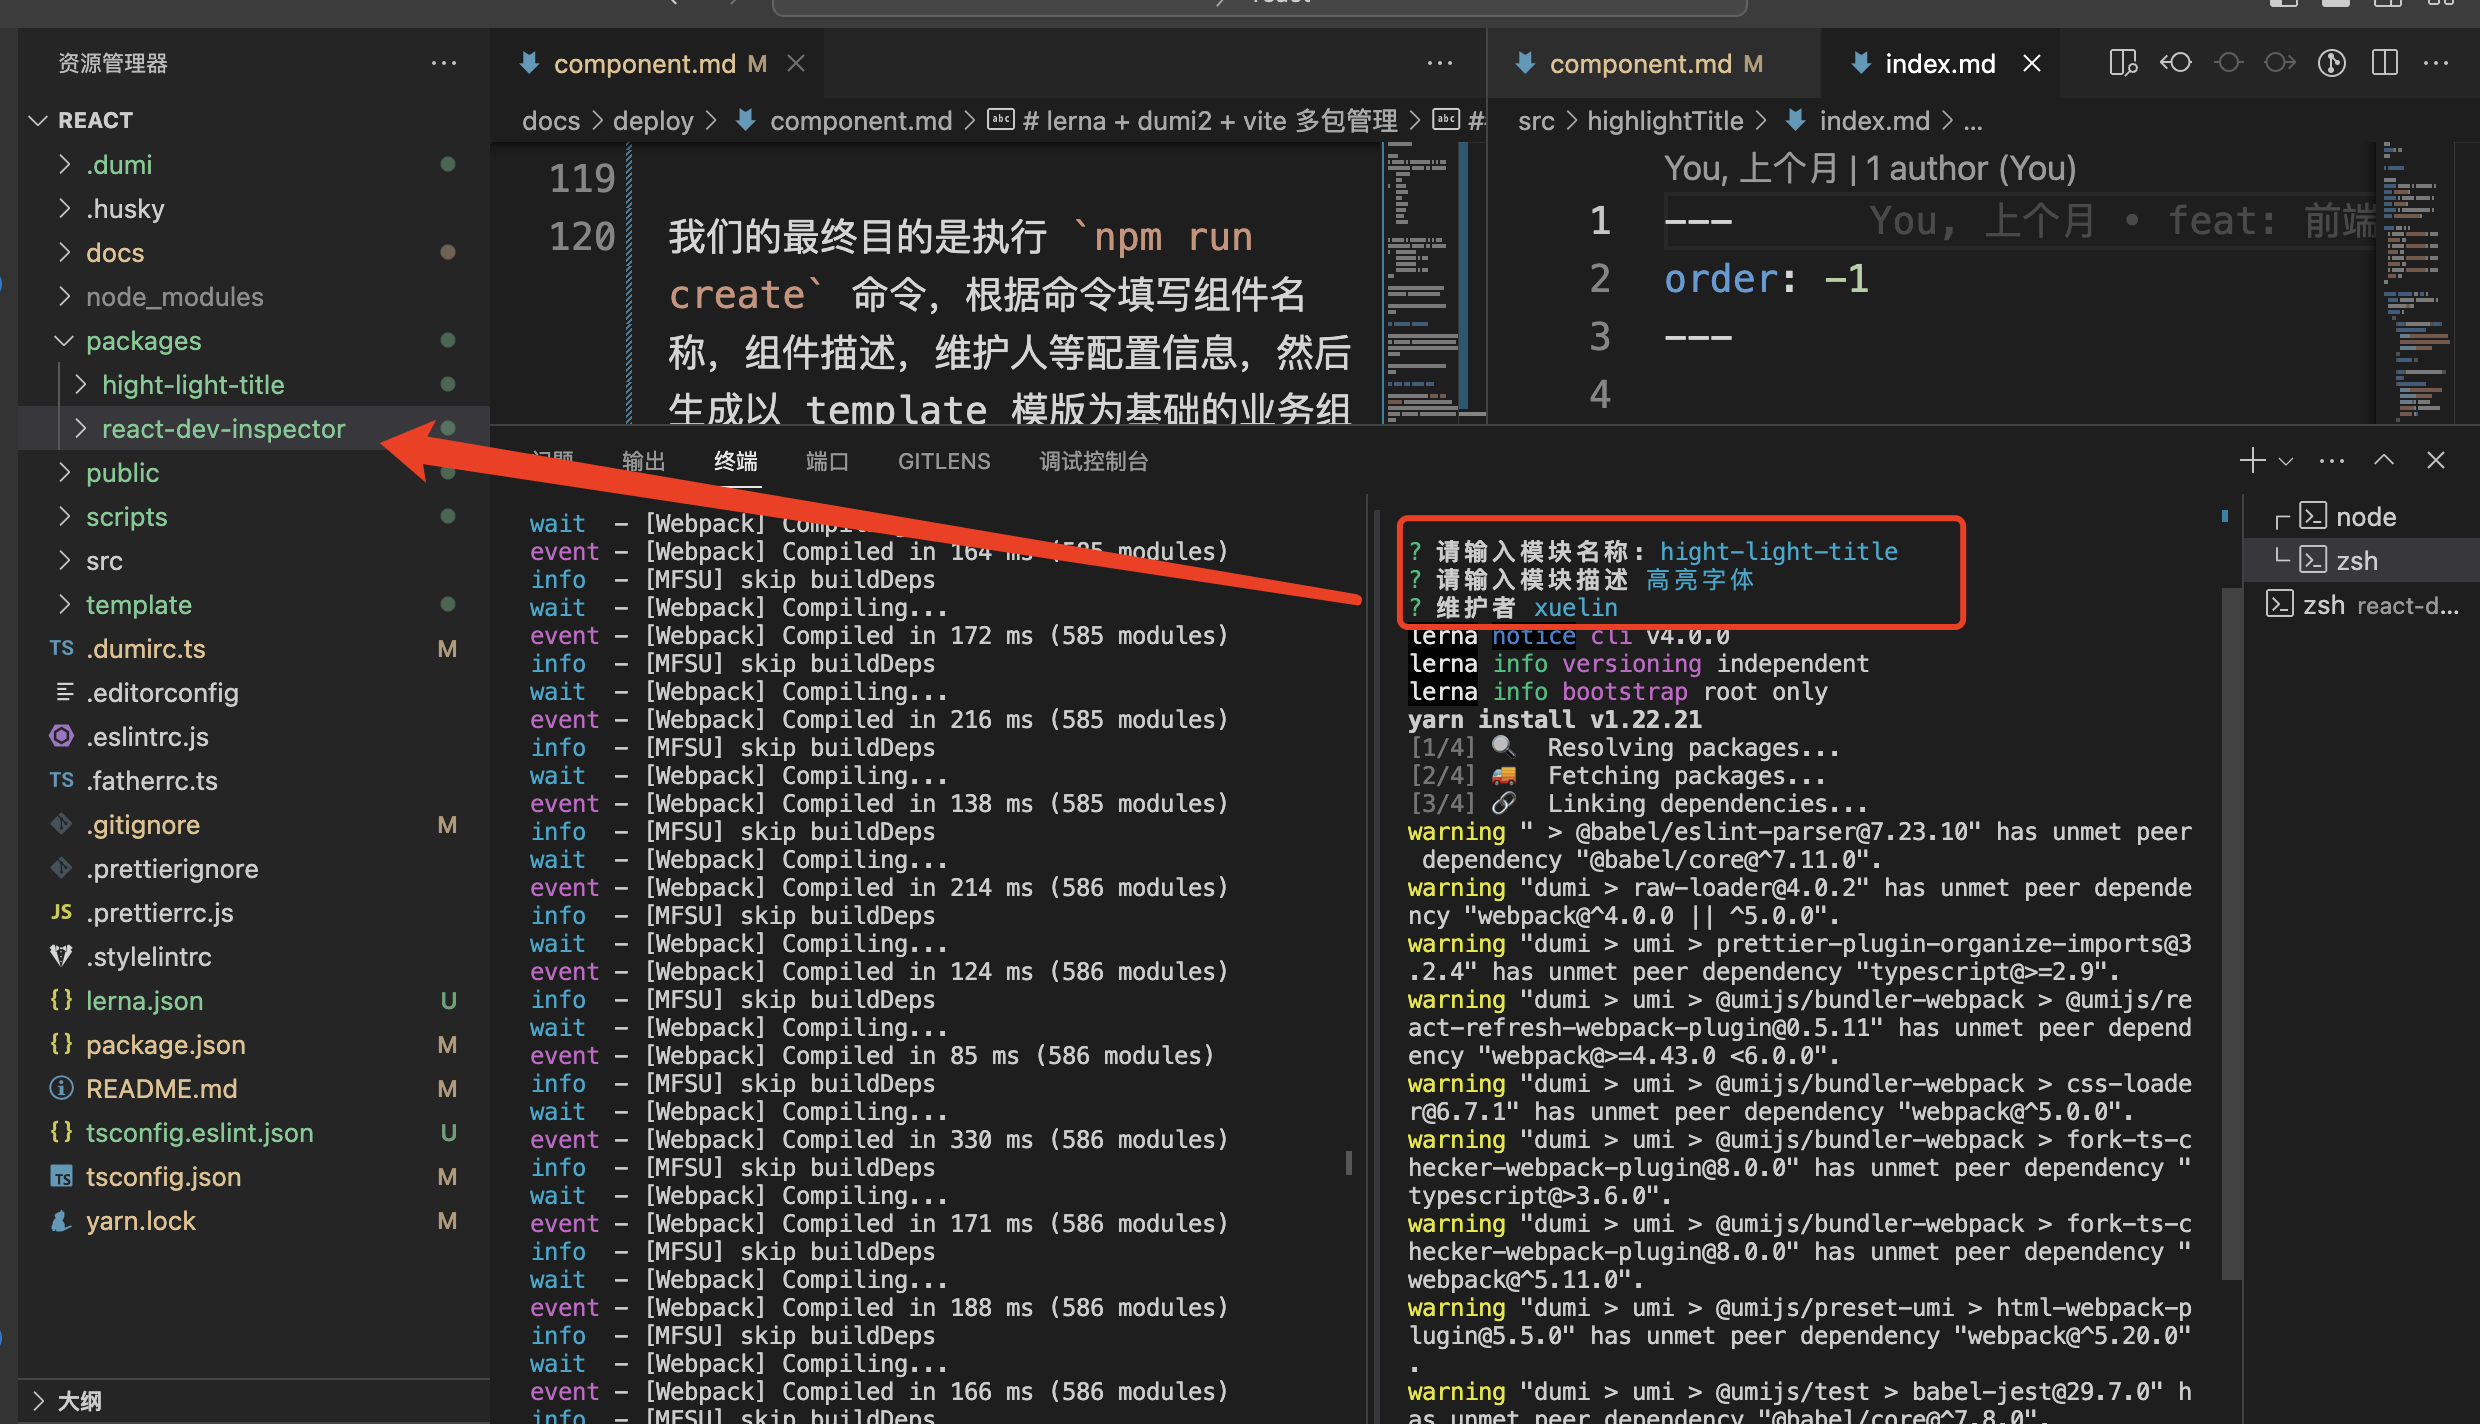 资源管理器
REACT
.dumi
.husky
docs
node_modules
packages
hight-light-title
react-dev-inspector
public
scripts
src
template
TS .dumirc.ts M
.editorconfig
.eslintrc.js
TS .fatherrc.ts
.gitignore M
.prettierignore
JS .prettierrc.js
.stylelintrc
{} lerna.json U
{} package.json M
README.md M
{} tsconfig.eslint.json U
TS tsconfig.json M
yarn.lock M
大纲
component.md M
docs > deploy > component.md > # lerna + dumi2 + vite 多包管理 > #
119
120 我们的最终目的是执行 `npm run
create` 命令，根据命令填写组件名
称，组件描述，维护人等配置信息，然后
生成以 template 模版为基础的业务组
component.md M index.md
src > highlightTitle > index.md > ...
You, 上个月 | 1 author (You)
1 --- You, 上个月 • feat: 前端
2 order: -1
3 ---
4
输出 终端 端口 GITLENS 调试控制台
wait - [Webpack] Compiling...
event - [Webpack] Compiled in 164 ms (585 modules)
info - [MFSU] skip buildDeps
wait - [Webpack] Compiling...
event - [Webpack] Compiled in 172 ms (585 modules)
info - [MFSU] skip buildDeps
wait - [Webpack] Compiling...
event - [Webpack] Compiled in 216 ms (585 modules)
info - [MFSU] skip buildDeps
wait - [Webpack] Compiling...
event - [Webpack] Compiled in 138 ms (585 modules)
info - [MFSU] skip buildDeps
wait - [Webpack] Compiling...
event - [Webpack] Compiled in 214 ms (586 modules)
info - [MFSU] skip buildDeps
wait - [Webpack] Compiling...
event - [Webpack] Compiled in 124 ms (586 modules)
info - [MFSU] skip buildDeps
wait - [Webpack] Compiling...
event - [Webpack] Compiled in 85 ms (586 modules)
info - [MFSU] skip buildDeps
wait - [Webpack] Compiling...
event - [Webpack] Compiled in 330 ms (586 modules)
info - [MFSU] skip buildDeps
wait - [Webpack] Compiling...
event - [Webpack] Compiled in 171 ms (586 modules)
info - [MFSU] skip buildDeps
wait - [Webpack] Compiling...
event - [Webpack] Compiled in 188 ms (586 modules)
info - [MFSU] skip buildDeps
wait - [Webpack] Compiling...
event - [Webpack] Compiled in 166 ms (586 modules)
info - [MFSU] skip buildDeps
? 请输入模块名称: hight-light-title
? 请输入模块描述 高亮字体
? 维护者 xuelin
lerna notice cli v4.0.0
lerna info versioning independent
lerna info bootstrap root only
yarn install v1.22.21
[1/4] 🔍 Resolving packages...
[2/4] 🚚 Fetching packages...
[3/4] 🔗 Linking dependencies...
warning " > @babel/eslint-parser@7.23.10" has unmet peer
dependency "@babel/core@^7.11.0".
warning "dumi > raw-loader@4.0.2" has unmet peer depende
ncy "webpack@^4.0.0 || ^5.0.0".
warning "dumi > umi > prettier-plugin-organize-imports@3
.2.4" has unmet peer dependency "typescript@>=2.9".
warning "dumi > umi > @umijs/bundler-webpack > @umijs/re
act-refresh-webpack-plugin@0.5.11" has unmet peer depend
ency "webpack@>=4.43.0 <6.0.0".
warning "dumi > umi > @umijs/bundler-webpack > css-loade
r@6.7.1" has unmet peer dependency "webpack@^5.0.0".
warning "dumi > umi > @umijs/bundler-webpack > fork-ts-c
hecker-webpack-plugin@8.0.0" has unmet peer dependency "
typescript@>3.6.0".
warning "dumi > umi > @umijs/bundler-webpack > fork-ts-c
hecker-webpack-plugin@8.0.0" has unmet peer dependency "
webpack@^5.11.0".
warning "dumi > umi > @umijs/preset-umi > html-webpack-p
lugin@5.5.0" has unmet peer dependency "webpack@^5.20.0"
.
warning "dumi > umi > @umijs/test > babel-jest@29.7.0" h
as unmet peer dependency "@babel/core@^7.8.0".
node
zsh
zsh react-d...